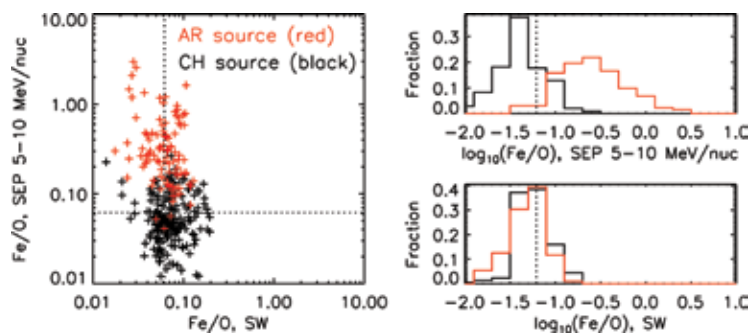 10.00
1.00
0.10
0.01
Fe/O, SEP 5-10 MeV/nuc
AR source (red)
CH source (black)
0.01 0.10 1.00 10.00
Fe/O, SW
0.3
0.2
0.1
0.0
Fraction
-2.0 -1.5 -1.0 -0.5 0.0 0.5 1.0
log10(Fe/O), SEP 5-10 MeV/nuc
0.4
0.3
0.2
0.1
0.0
Fraction
-2.0 -1.5 -1.0 -0.5 0.0 0.5 1.0
log10(Fe/O), SW